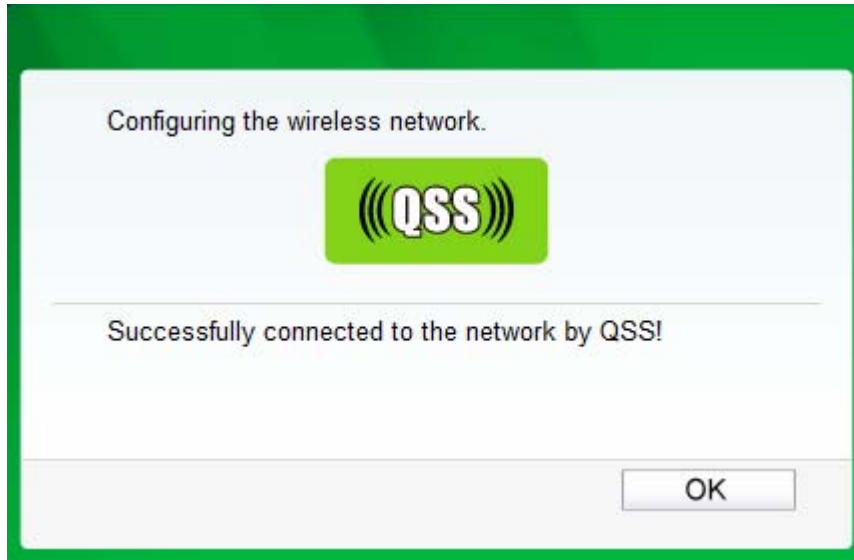 Configuring the wireless network.
(((QSS)))
Successfully connected to the network by QSS!
OK